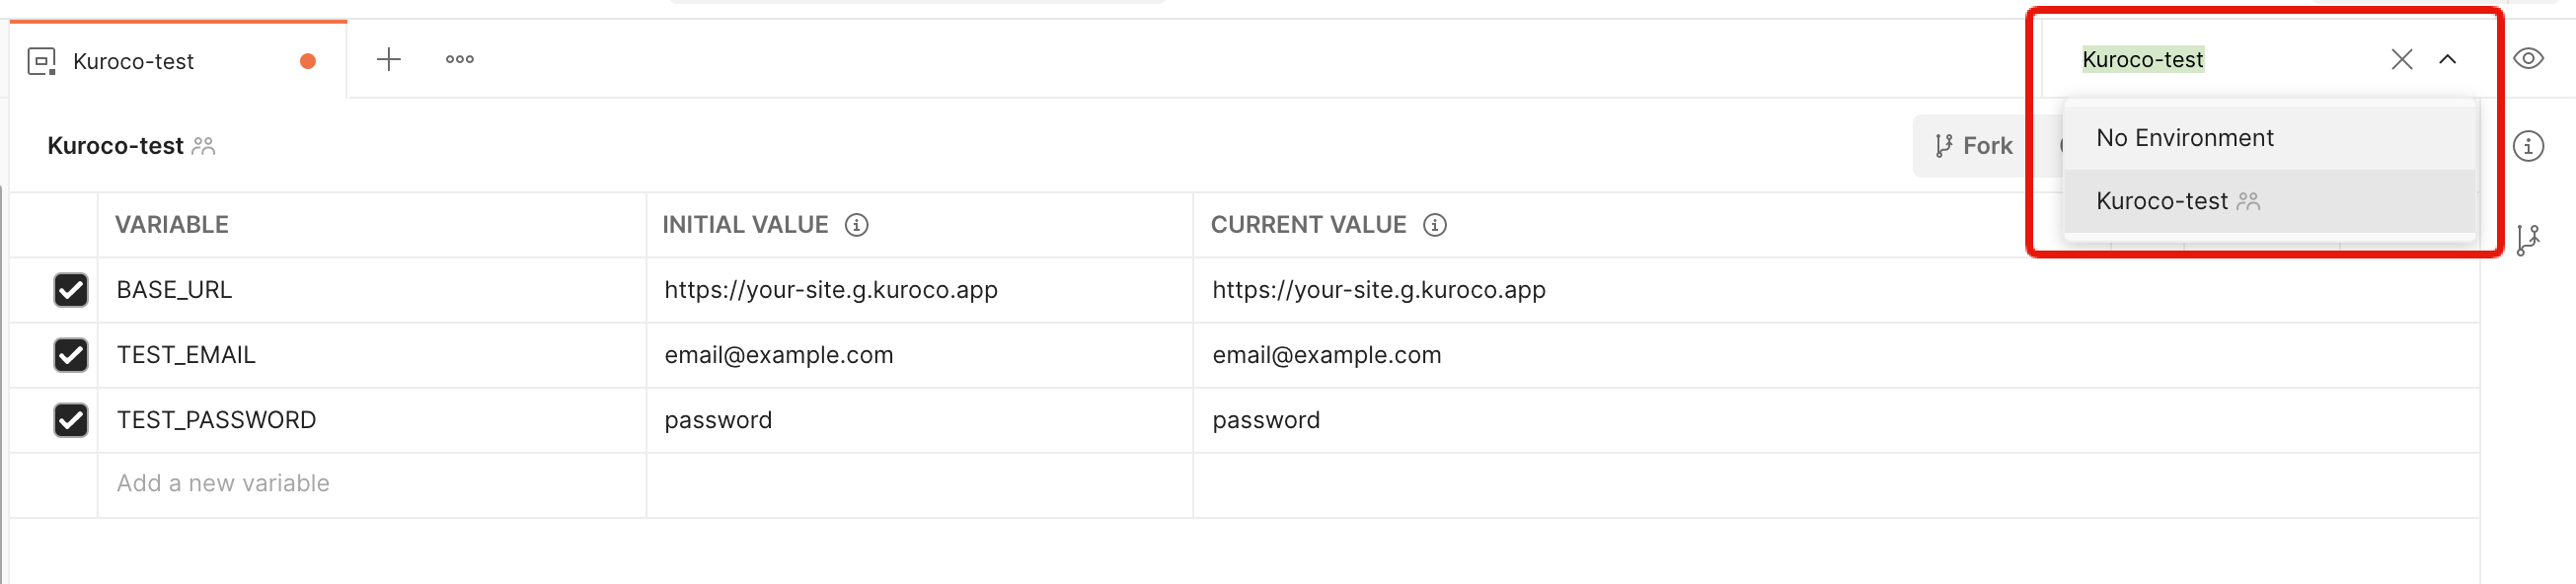 Kuroco-test
Kuroco-test
No Environment
Kuroco-test
Kuroco-test
Fork
VARIABLE INITIAL VALUE CURRENT VALUE
BASE_URL https://your-site.g.kuroco.app https://your-site.g.kuroco.app
TEST_EMAIL email@example.com email@example.com
TEST_PASSWORD password password
Add a new variable